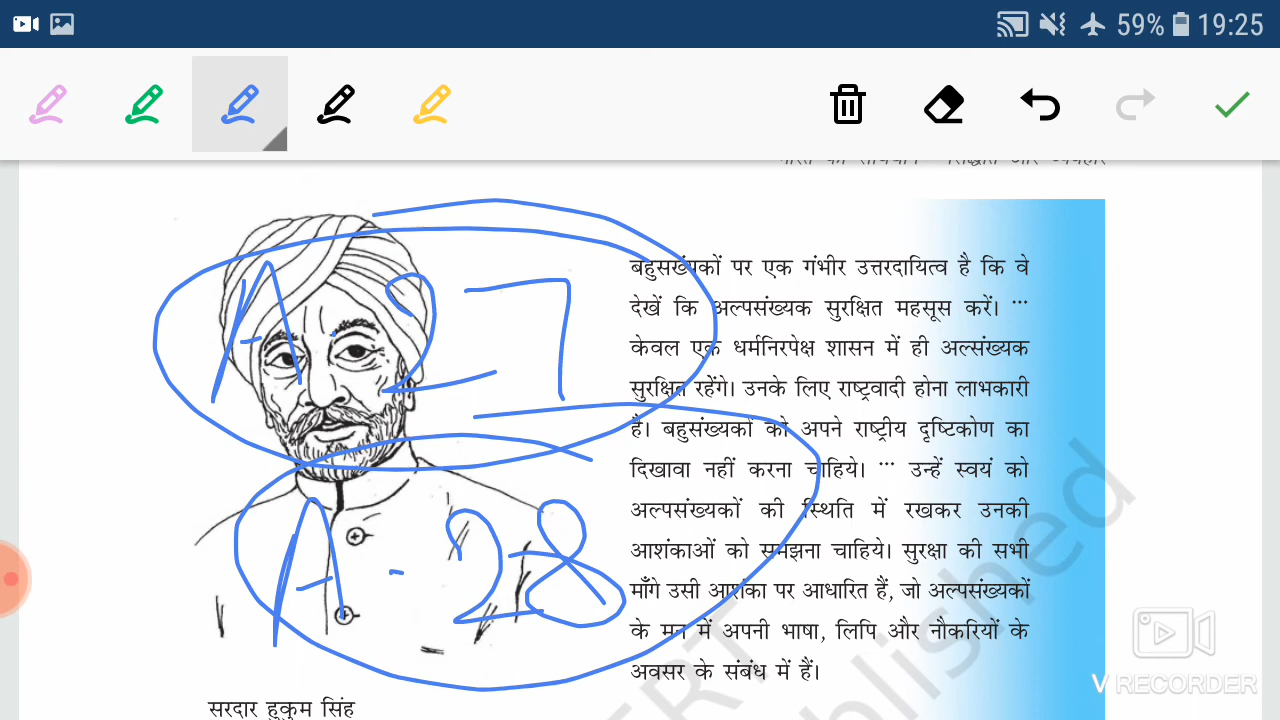 59% 19:25
बहुसख्ंयकों पर एक गंभीर उत्तरदायित्व है कि वे
देखें कि अल्पसंख्यक सुरक्षित महसूस करें। ...
केवल एक धर्मनिरपेक्ष शासन में ही अल्संख्यक
सुरक्षित रहेंगे। उनके लिए राष्ट्रवादी होना लाभकारी
है। बहुसंख्यकों को अपने राष्ट्रीय दृष्टिकोण का
दिखावा नहीं करना चाहिये। ... उन्हें स्वयं को
अल्पसंख्यकों की स्थिति में रखकर उनकी
आशंकाओं को समझना चाहिये। सुरक्षा की सभी
माँगे उसी आशंका पर आधारित हैं, जो अल्पसंख्यकों
के मन में अपनी भाषा, लिपि और नौकरियों के
अवसर के संबंध में हैं।
A-27
A-28
सरदार हुकुम सिंह
V RECORDER